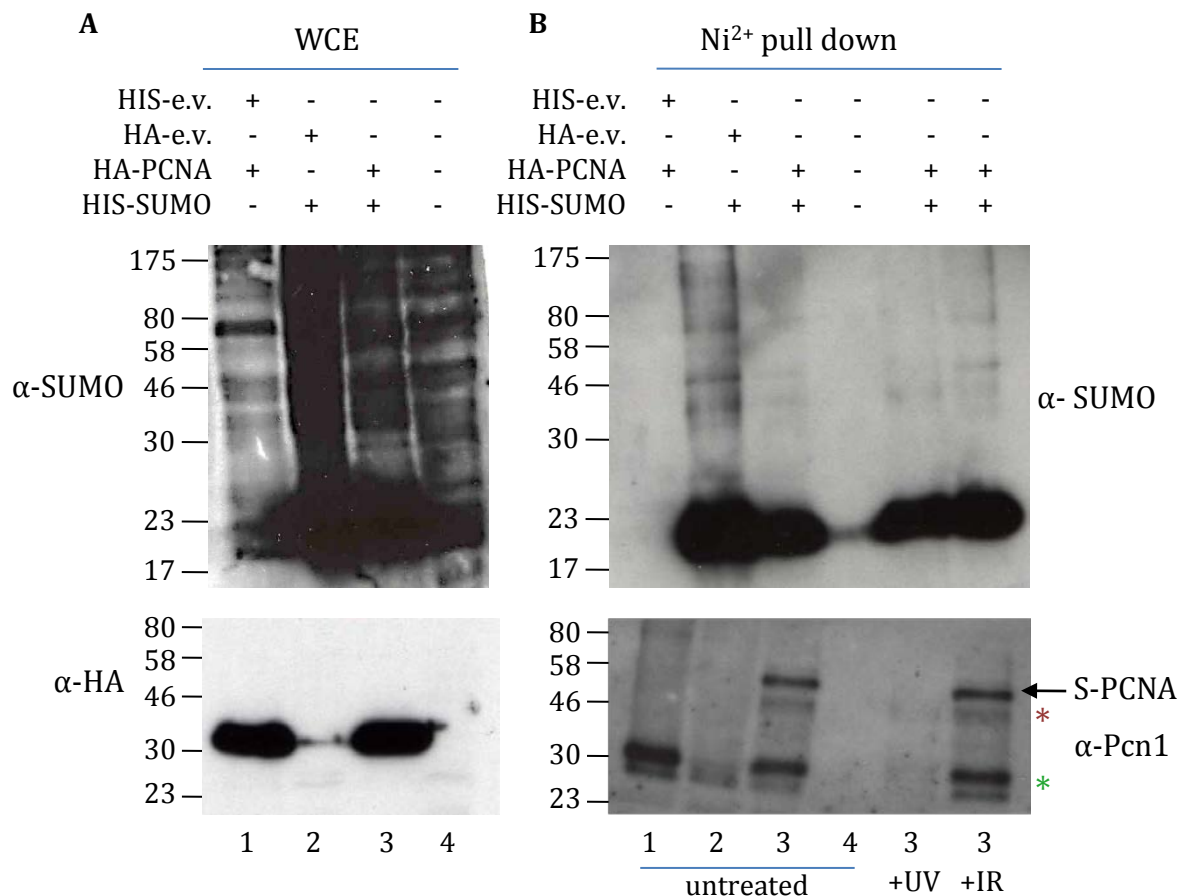 A B
WCE Ni²⁺ pull down
HIS-e.v. + - - - + - - - - -
HA-e.v. - + - - - + - - - -
HA-PCNA + - + - HA-PCNA + - + - + +
HIS-SUMO - + + - HIS-SUMO - + + - + +
175 175
80 80
58 58
46 46
α-SUMO α- SUMO
30 30
23 23
17 17
80 80
58 58
α-HA S-PCNA
46 46
*
α-Pcn1
30 30
*
23 23
1 2 3 4 1 2 3 4 3 3
untreated +UV +IR